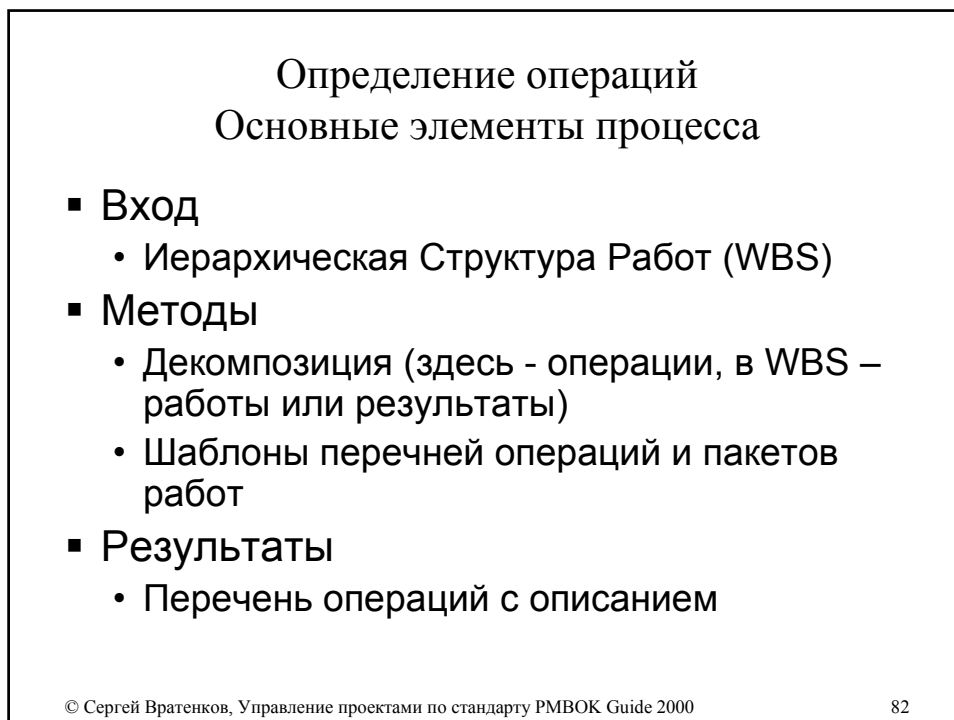 Определение операций
Основные элементы процесса
▪ Вход
• Иерархическая Структура Работ (WBS)
▪ Методы
• Декомпозиция (здесь - операции, в WBS –
работы или результаты)
• Шаблоны перечней операций и пакетов
работ
▪ Результаты
• Перечень операций с описанием
© Сергей Вратенков, Управление проектами по стандарту PMBOK Guide 2000 82